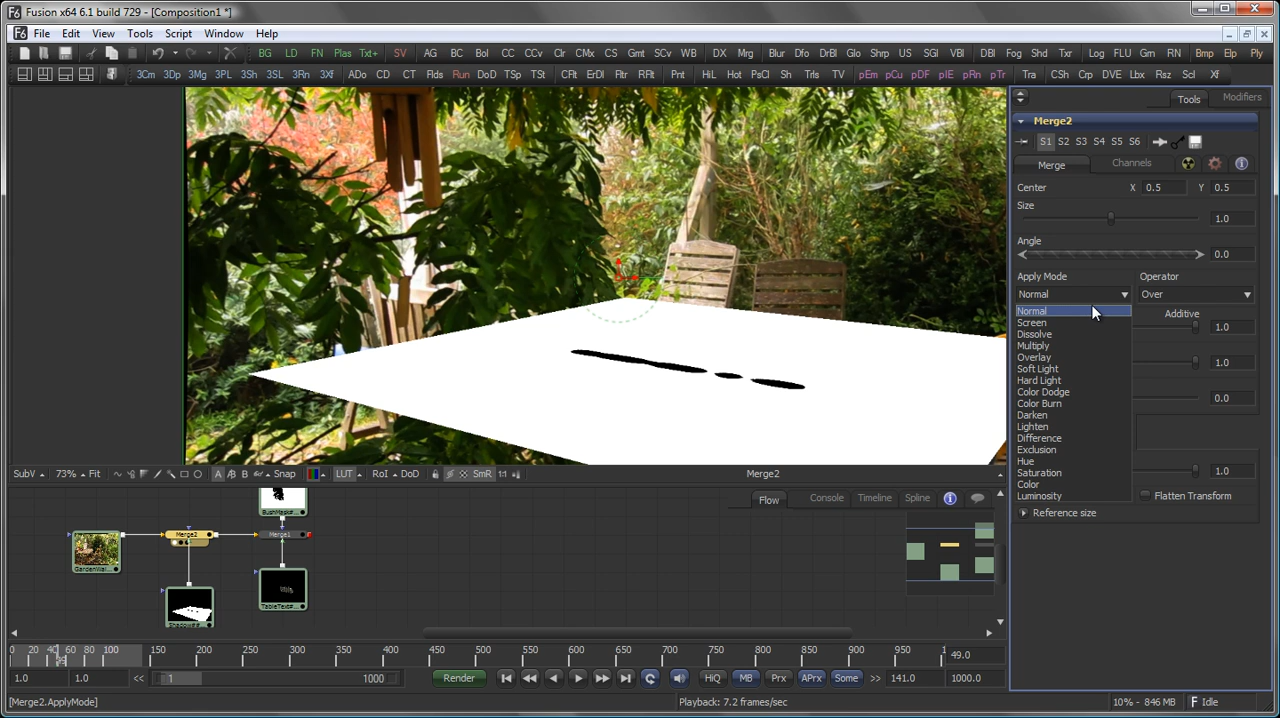 Fusion x64 6.1 build 729 - [Composition1 *]
File Edit View Tools Script Window Help
BG LD FN Plas Txt+ SV AG BC Bol CC CCv Clr CMx CS Gmt SCv WB DX Mrg Blur Dfo DrBl Glo Shrp US SGl VBl DBl Fog Shd Txr Log FLU Gm RN Bmp Elp Ply
3Cm 3Dp 3Mg 3PL 3Sh 3SL 3Rn 3Xf ADo CD CT Flds Run DoD TSp TSt CFlt ErDl Fltr RFlt Pnt HiL Hot PsCl Sh Trls TV pEm pCu pDF pIE pRn pTr Tra CSh Crp DVE Lbx Rsz Scl Xf
Tools Modifiers
Merge2
S1 S2 S3 S4 S5 S6
Merge Channels
Center X 0.5 Y 0.5
Size
1.0
Angle
0.0
Apply Mode Operator
Normal Over
Normal
Screen
Dissolve
Multiply
Overlay
Soft Light
Hard Light
Color Dodge
Color Burn
Darken
Lighten
Difference
Exclusion
Hue
Saturation
Color
Luminosity
Additive
1.0
1.0
0.0
1.0
Flatten Transform
Reference size
SubV 73% Fit A B Snap LUT RoI DoD SmR 1:1 Merge2
Flow Console Timeline Spline
Merge2 Merge1
0 20 40 60 80 100 150 200 250 300 350 400 450 500 550 600 650 700 750 800 850 900 950 49.0
1.0 1.0 << 1 1000 Render HiQ MB Prx APrx Some >> 141.0 1000.0
[Merge2.ApplyMode] Playback: 7.2 frames/sec 10% - 846 MB Idle